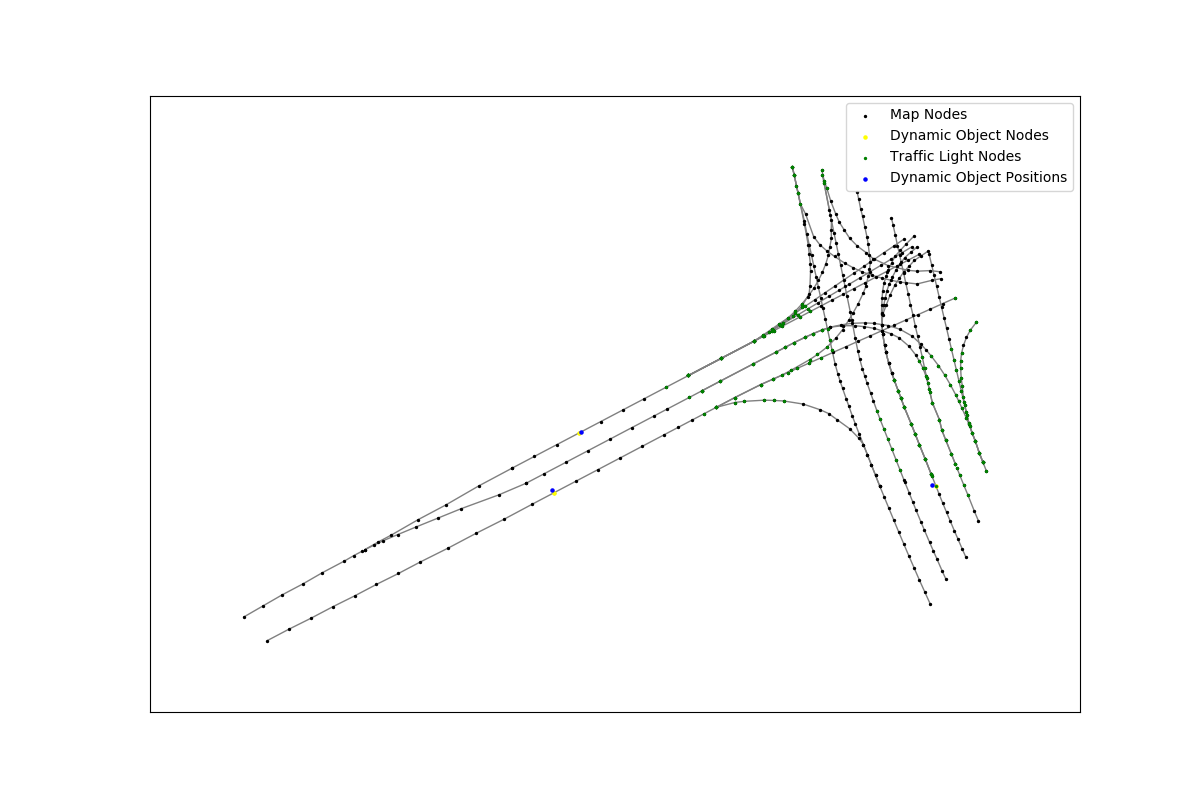 Map Nodes
Dynamic Object Nodes
Traffic Light Nodes
Dynamic Object Positions